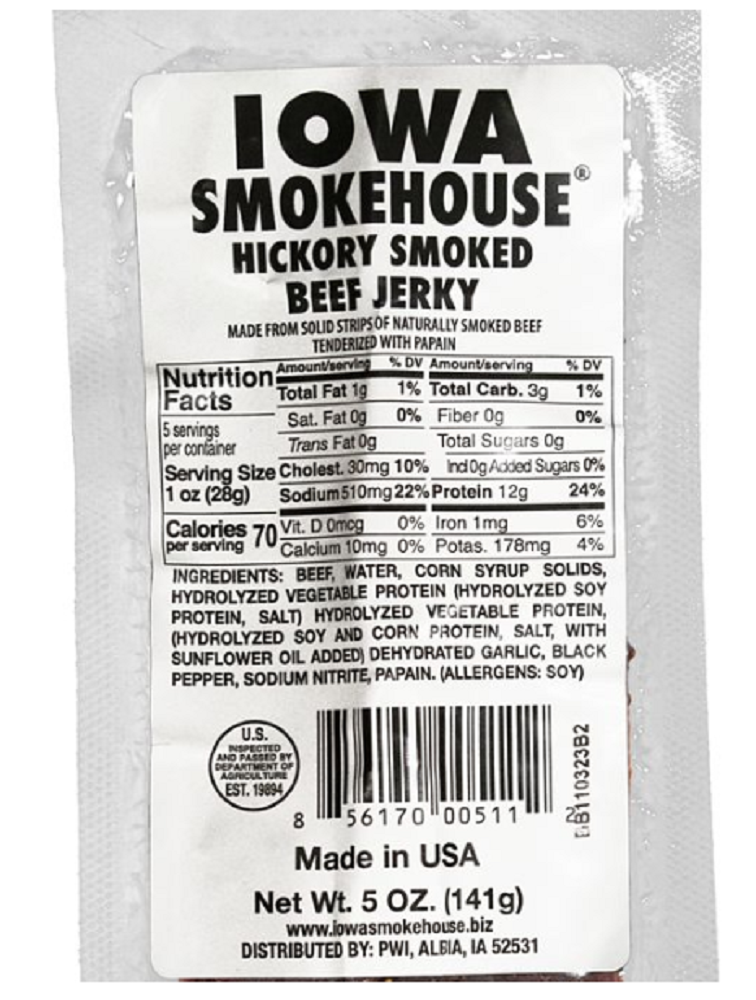 IOWA
SMOKEHOUSE®
HICKORY SMOKED
BEEF JERKY
MADE FROM SOLID STRIPS OF NATURALLY SMOKED BEEF
TENDERIZED WITH PAPAIN
Nutrition
Facts
5 servings
per container
Serving Size
1 oz (28g)
Calories 70
per serving
Amount/serving % DV Amount/serving % DV
Total Fat 1g 1% Total Carb. 3g 1%
Sat. Fat 0g 0% Fiber 0g 0%
Trans Fat 0g Total Sugars 0g
Cholest. 30mg 10% Incl 0g Added Sugars 0%
Sodium 510mg 22% Protein 12g 24%
Vit. D 0mcg 0% Iron 1mg 6%
Calcium 10mg 0% Potas. 178mg 4%
INGREDIENTS: BEEF, WATER, CORN SYRUP SOLIDS,
HYDROLYZED VEGETABLE PROTEIN (HYDROLYZED SOY
PROTEIN, SALT) HYDROLYZED VEGETABLE PROTEIN,
(HYDROLYZED SOY AND CORN PROTEIN, SALT, WITH
SUNFLOWER OIL ADDED) DEHYDRATED GARLIC, BLACK
PEPPER, SODIUM NITRITE, PAPAIN. (ALLERGENS: SOY)
U.S.
INSPECTED
AND PASSED BY
DEPARTMENT OF
AGRICULTURE
EST. 19894
8 56170 00511 2
BB110323B2
Made in USA
Net Wt. 5 OZ. (141g)
www.iowasmokehouse.biz
DISTRIBUTED BY: PWI, ALBIA, IA 52531